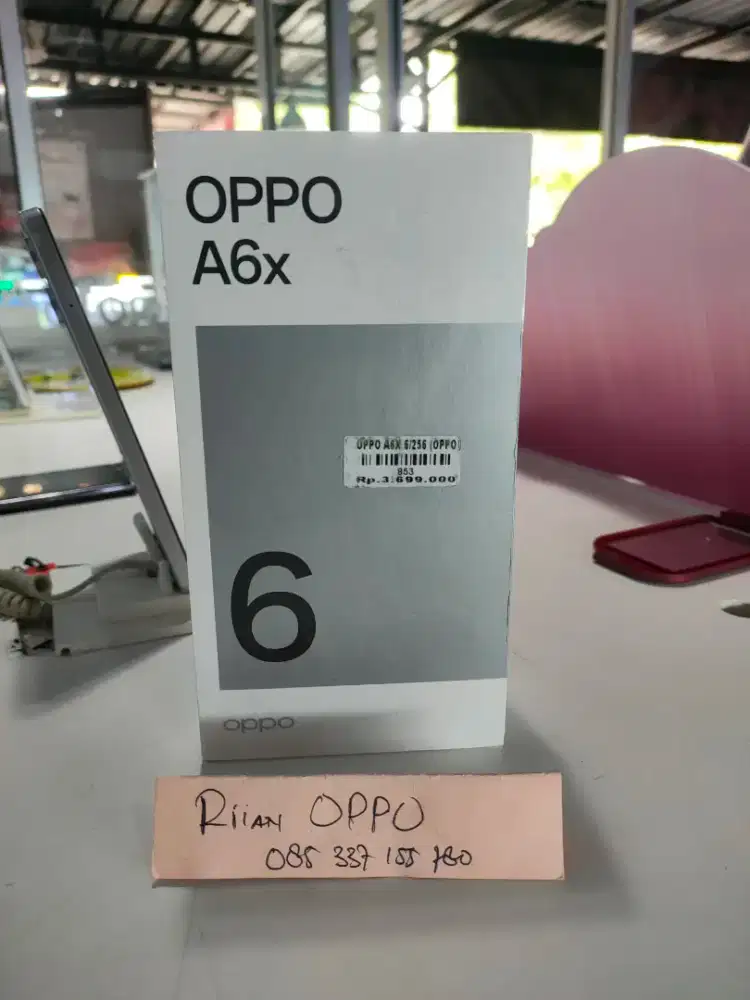 OPPO
A6x
OPPO A6X 6/256 (OPPO)
853
Rp.3.699.000
6
oppo
Riian OPPO
085 337 155 780